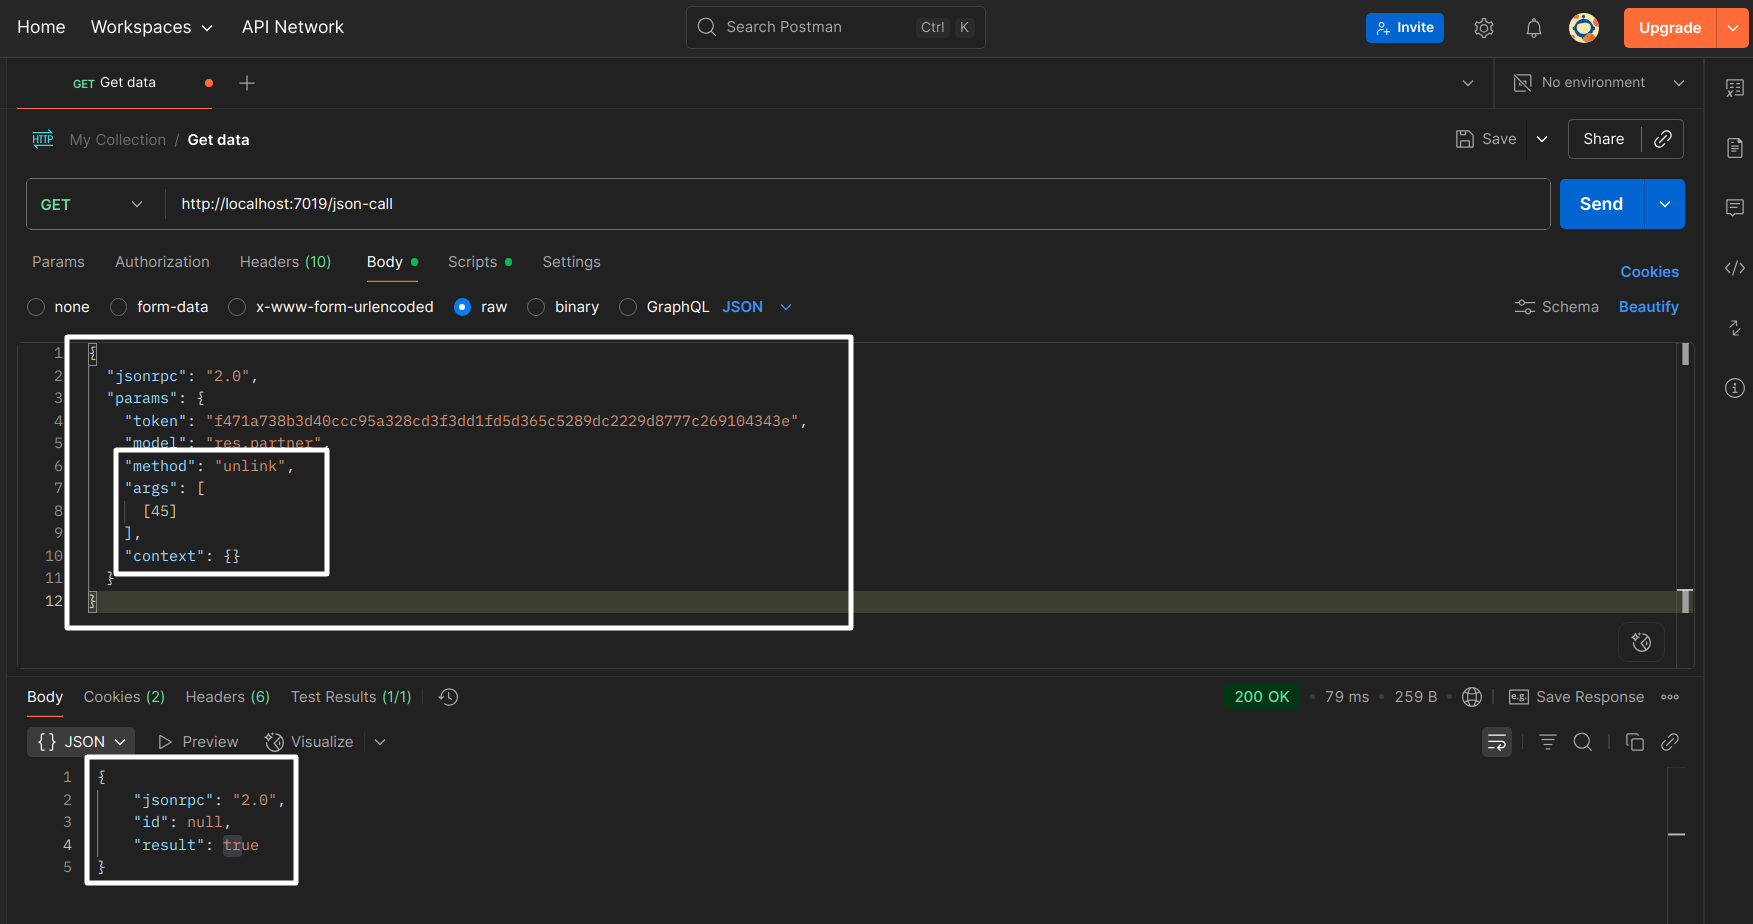 Home Workspaces API Network Search Postman Ctrl K Invite Upgrade
GET Get data No environment
HTTP My Collection / Get data Save Share
GET http://localhost:7019/json-call Send
Params Authorization Headers (10) Body Scripts Settings Cookies
none form-data x-www-form-urlencoded raw binary GraphQL JSON Schema Beautify
1 {
2 "jsonrpc": "2.0",
3 "params": {
4 "token": "f471a738b3d40ccc95a328cd3f3dd1fd5d365c5289dc2229d8777c269104343e",
5 "model": "res.partner",
6 "method": "unlink",
7 "args": [
8 [45]
9 ],
10 "context": {}
11 }
12 }
Body Cookies (2) Headers (6) Test Results (1/1) 200 OK • 79 ms • 259 B • e.g. Save Response
{} JSON Preview Visualize
1 {
2 "jsonrpc": "2.0",
3 "id": null,
4 "result": true
5 }